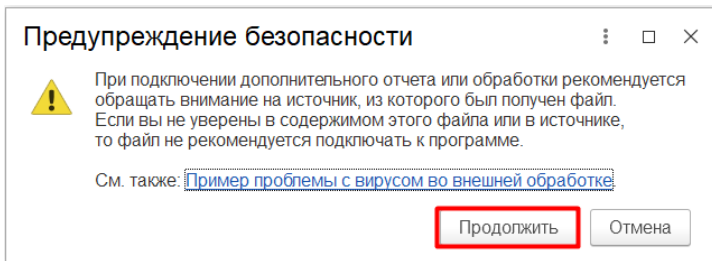 Предупреждение безопасности
При подключении дополнительного отчета или обработки рекомендуется
обращать внимание на источник, из которого был получен файл.
Если вы не уверены в содержимом этого файла или в источнике,
то файл не рекомендуется подключать к программе.
См. также: Пример проблемы с вирусом во внешней обработке.
Продолжить
Отмена